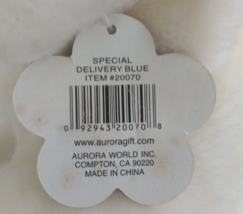 SPECIAL
DELIVERY BLUE
ITEM #20070
0 92943 20070 8
www.auroragift.com
AURORA WORLD INC.
COMPTON, CA 90220
MADE IN CHINA